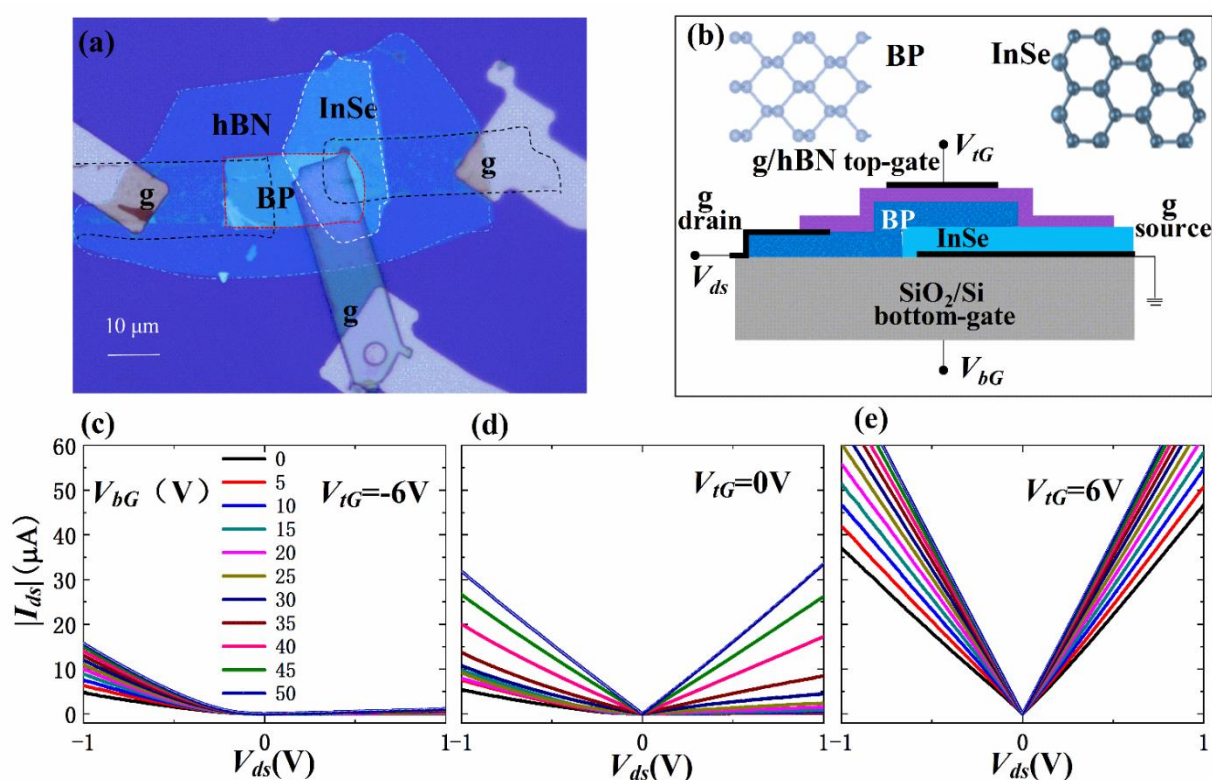 (a)
hBN
InSe
g
g
BP
g
10 μm
(b)
BP
InSe
g/hBN top-gate
V_tG
g
drain
BP
g
source
InSe
V_ds
SiO₂/Si
bottom-gate
V_bG
(c)
(d)
(e)
|I_ds| (μA)
60
50
40
30
20
10
0
V_bG (V)
0
5
10
15
20
25
30
35
40
45
50
V_tG=-6V
V_tG=0V
V_tG=6V
-1 0 1
-1 0 1
-1 0 1
V_ds(V)
V_ds(V)
V_ds(V)